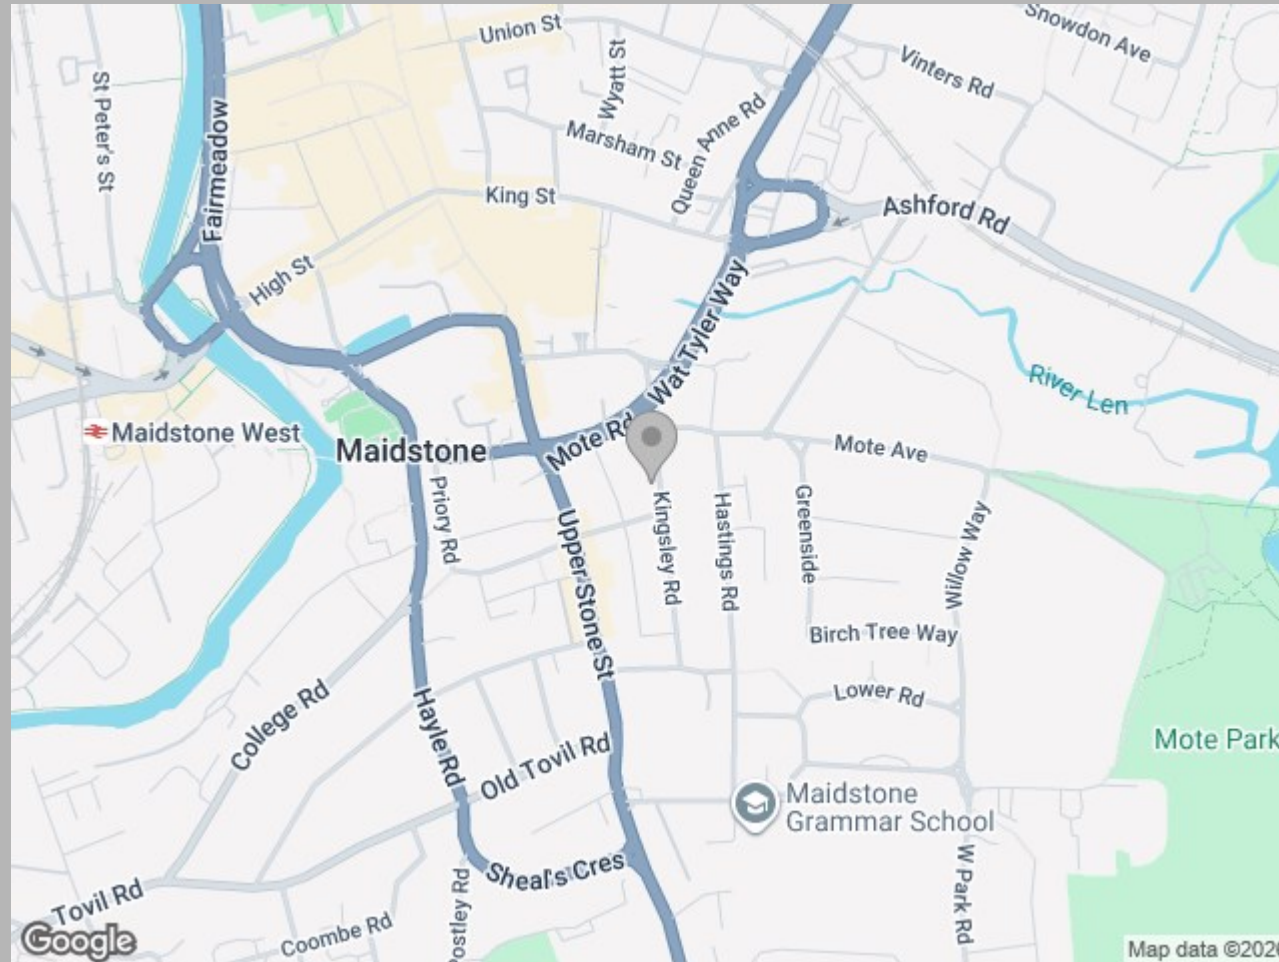 Union St
Wyatt St
Snowdon Ave
Vinters Rd
St Peter's St
Fairmeadow
Marsham St
Queen Anne Rd
King St
Ashford Rd
High St
Wat Tyler Way
River Len
Maidstone West
Maidstone
Mote Rd
Mote Ave
Priory Rd
Upper Stone St
Kingsley Rd
Hastings Rd
Greenside
Willow Way
Birch Tree Way
College Rd
Hayle Rd
Lower Rd
Old Tovil Rd
Mote Park
Maidstone
Grammar School
Sheal's Cres
Tovil Rd
Postley Rd
Coombe Rd
W Park Rd
Google
Map data ©2026